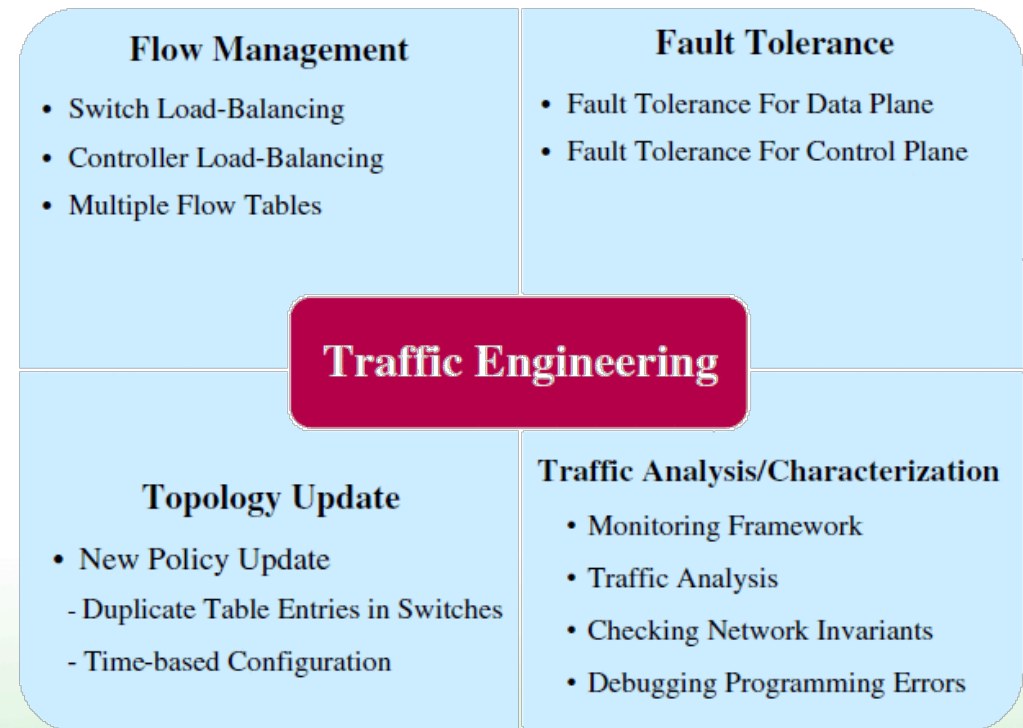 Flow Management
• Switch Load-Balancing
• Controller Load-Balancing
• Multiple Flow Tables
Fault Tolerance
• Fault Tolerance For Data Plane
• Fault Tolerance For Control Plane
Traffic Engineering
Topology Update
• New Policy Update
- Duplicate Table Entries in Switches
- Time-based Configuration
Traffic Analysis/Characterization
• Monitoring Framework
• Traffic Analysis
• Checking Network Invariants
• Debugging Programming Errors